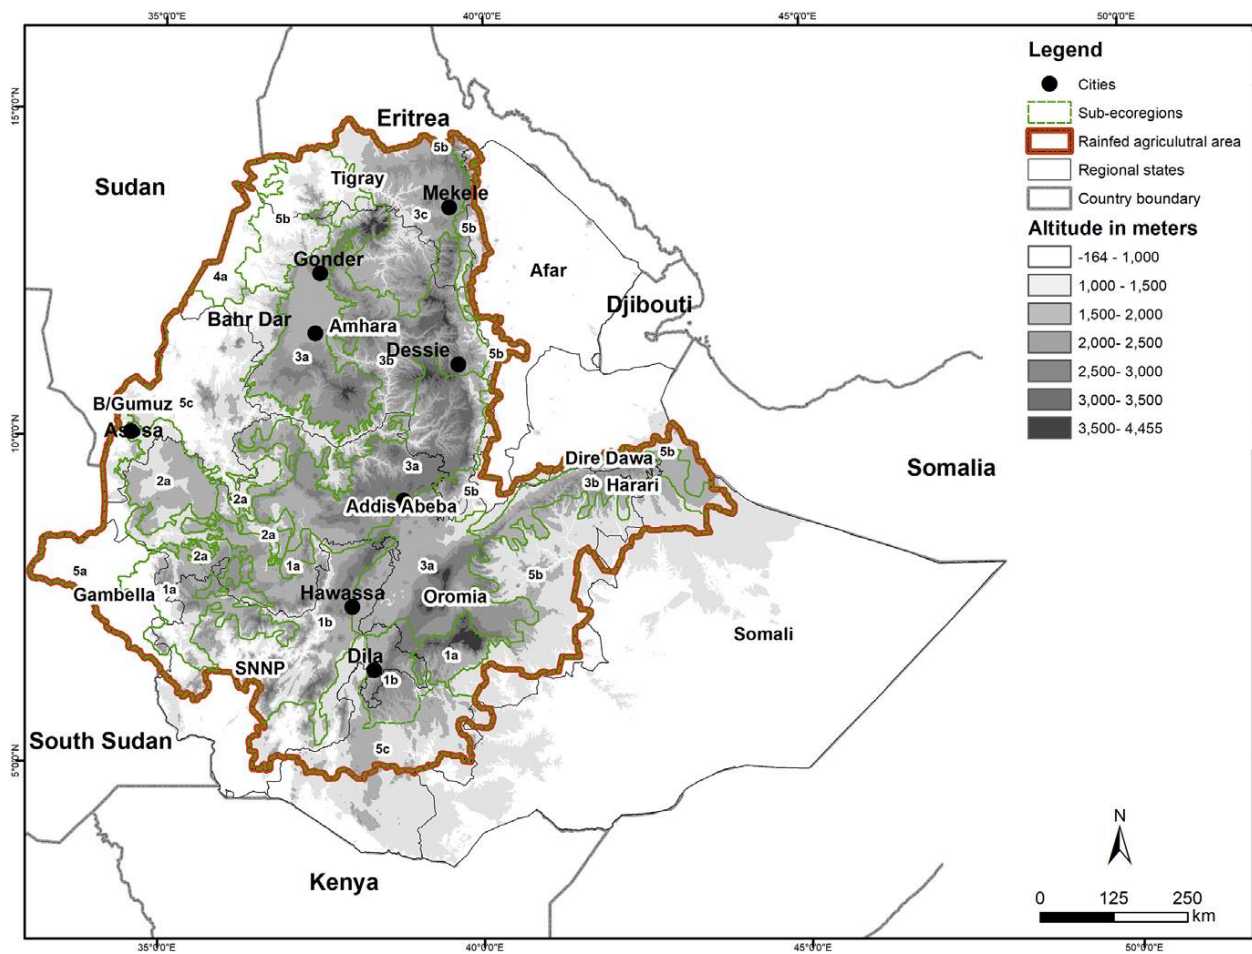 35°0'0"E
40°0'0"E
45°0'0"E
50°0'0"E
15°0'0"N
10°0'0"N
5°0'0"N
Legend
Cities
Sub-ecoregions
Rainfed agriculutral area
Regional states
Country boundary
Altitude in meters
-164 - 1,000
1,000 - 1,500
1,500- 2,000
2,000- 2,500
2,500- 3,000
3,000- 3,500
3,500- 4,455
Eritrea
5b
Sudan
Tigray
Mekele
5b
3c
5b
Gonder
4a
Afar
Djibouti
Bahr Dar
Amhara
3a
3b
Dessie
5b
B/Gumuz
5c
Asosa
Dire Dawa
5b
3a
Somalia
2a
2a
5b
3b
Harari
Addis Abeba
2a
2a
1a
3a
5b
5a
1a
Gambella
Hawassa
Oromia
1b
Somali
Dila
1a
SNNP
1b
South Sudan
5c
Kenya
N
0
125
250
km
35°0'0"E
40°0'0"E
45°0'0"E
50°0'0"E